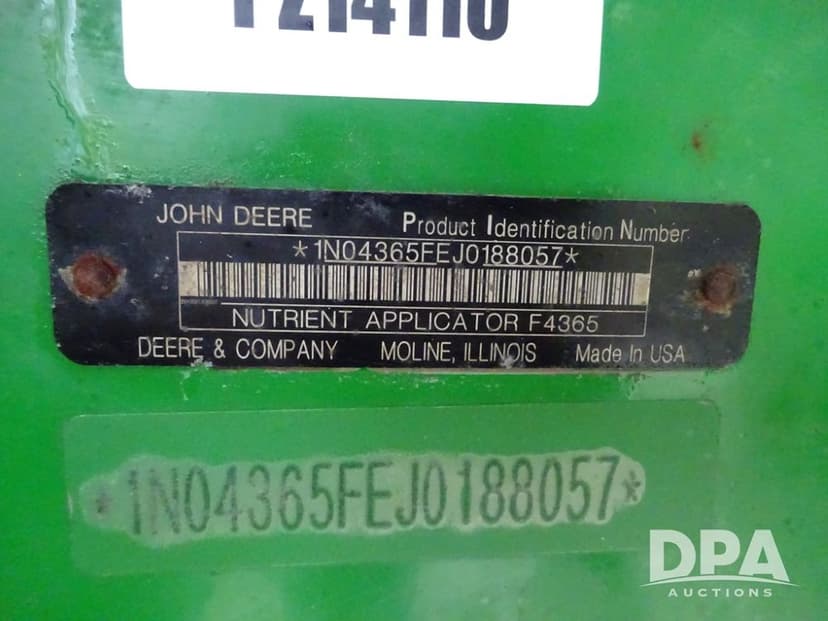 JOHN DEERE Product Identification Number
*1N04365FEJ0188057*
NUTRIENT APPLICATOR F4365
DEERE & COMPANY MOLINE, ILLINOIS Made In USA
*1N04365FEJ0188057*
DPA
AUCTIONS